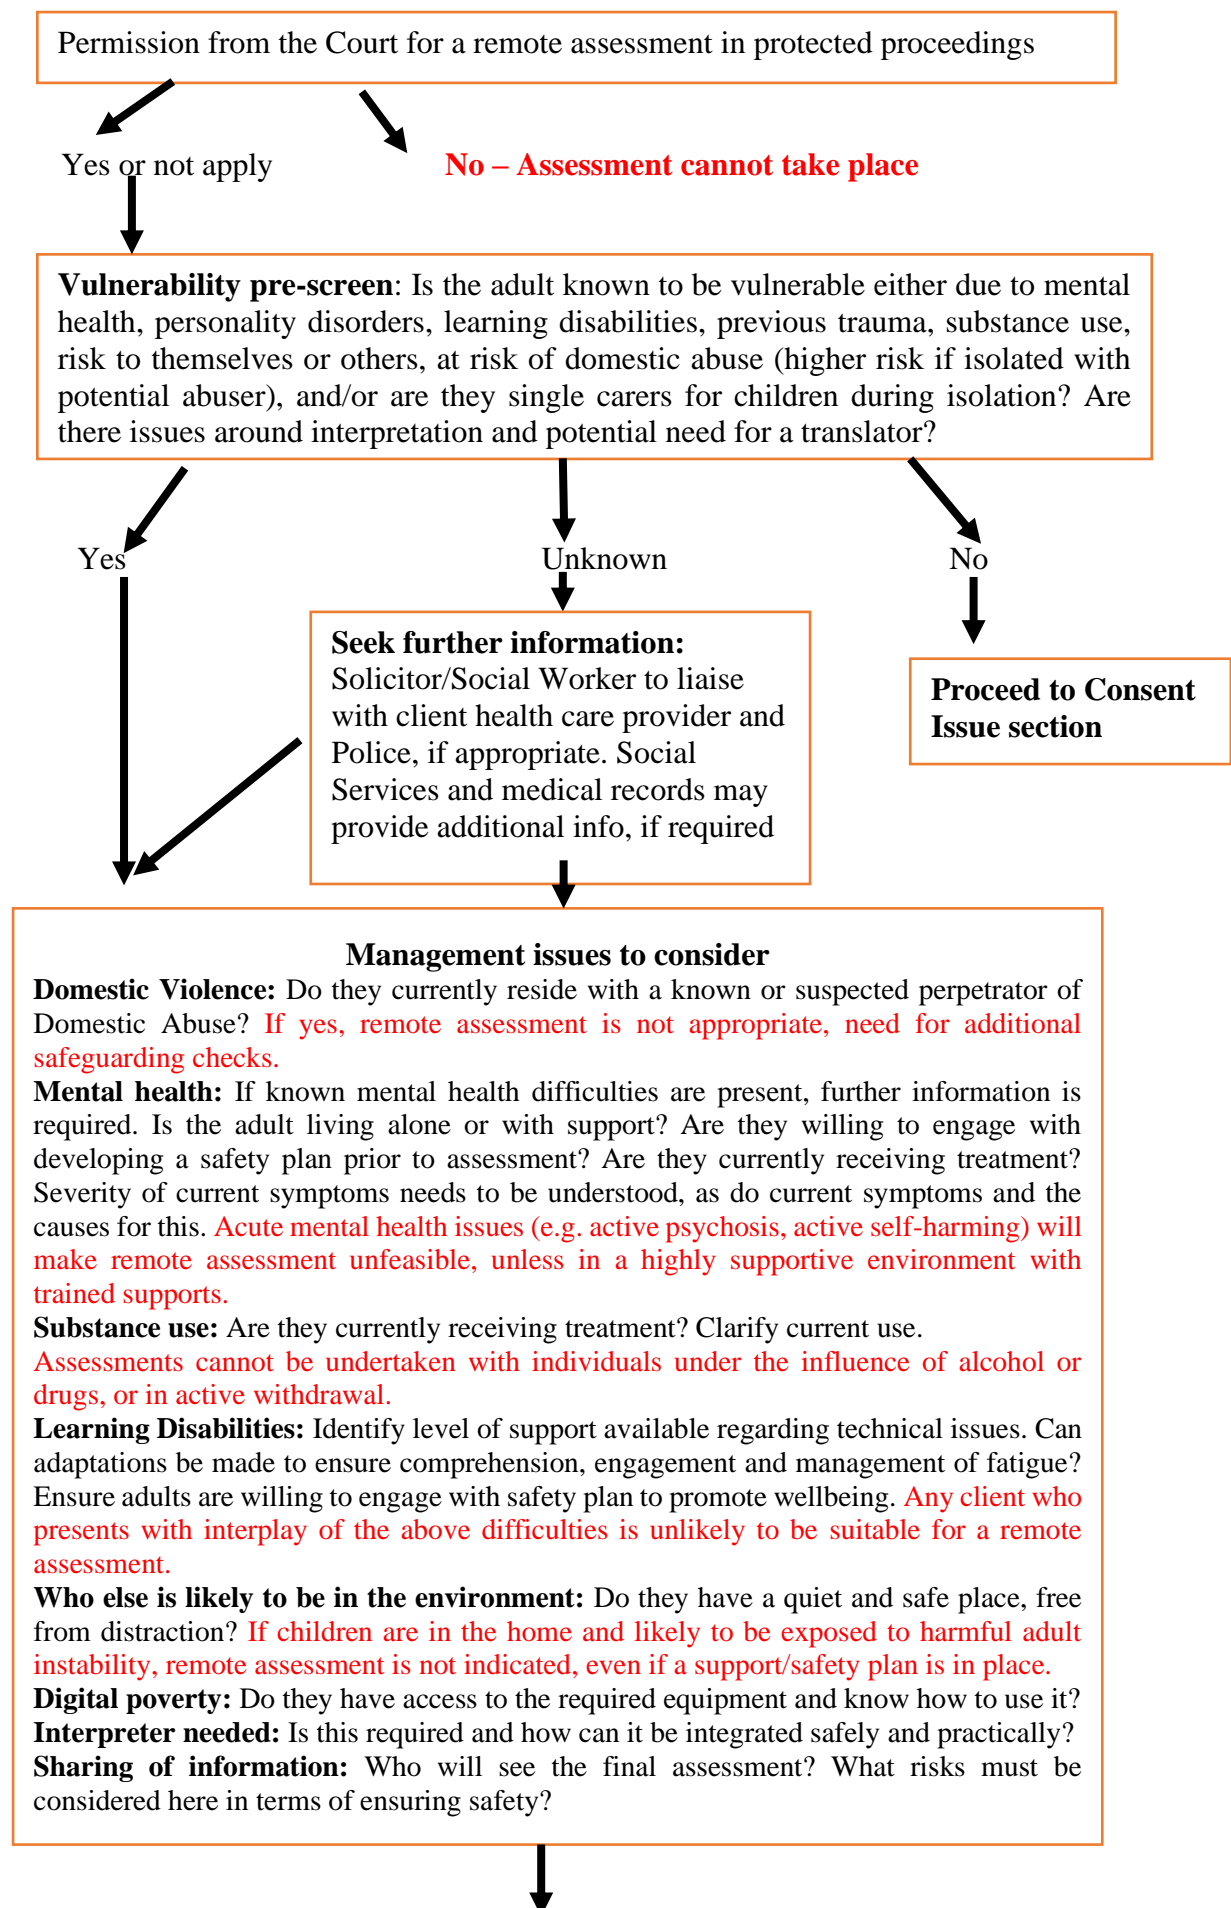 Permission from the Court for a remote assessment in protected proceedings
Yes or not apply
No – Assessment cannot take place
Vulnerability pre-screen: Is the adult known to be vulnerable either due to mental
health, personality disorders, learning disabilities, previous trauma, substance use,
risk to themselves or others, at risk of domestic abuse (higher risk if isolated with
potential abuser), and/or are they single carers for children during isolation? Are
there issues around interpretation and potential need for a translator?
Yes
Unknown
No
Seek further information:
Solicitor/Social Worker to liaise
with client health care provider and
Police, if appropriate. Social
Services and medical records may
provide additional info, if required
Proceed to Consent
Issue section
Management issues to consider
Domestic Violence: Do they currently reside with a known or suspected perpetrator of
Domestic Abuse? If yes, remote assessment is not appropriate, need for additional
safeguarding checks.
Mental health: If known mental health difficulties are present, further information is
required. Is the adult living alone or with support? Are they willing to engage with
developing a safety plan prior to assessment? Are they currently receiving treatment?
Severity of current symptoms needs to be understood, as do current symptoms and the
causes for this. Acute mental health issues (e.g. active psychosis, active self-harming) will
make remote assessment unfeasible, unless in a highly supportive environment with
trained supports.
Substance use: Are they currently receiving treatment? Clarify current use.
Assessments cannot be undertaken with individuals under the influence of alcohol or
drugs, or in active withdrawal.
Learning Disabilities: Identify level of support available regarding technical issues. Can
adaptations be made to ensure comprehension, engagement and management of fatigue?
Ensure adults are willing to engage with safety plan to promote wellbeing. Any client who
presents with interplay of the above difficulties is unlikely to be suitable for a remote
assessment.
Who else is likely to be in the environment: Do they have a quiet and safe place, free
from distraction? If children are in the home and likely to be exposed to harmful adult
instability, remote assessment is not indicated, even if a support/safety plan is in place.
Digital poverty: Do they have access to the required equipment and know how to use it?
Interpreter needed: Is this required and how can it be integrated safely and practically?
Sharing of information: Who will see the final assessment? What risks must be
considered here in terms of ensuring safety?